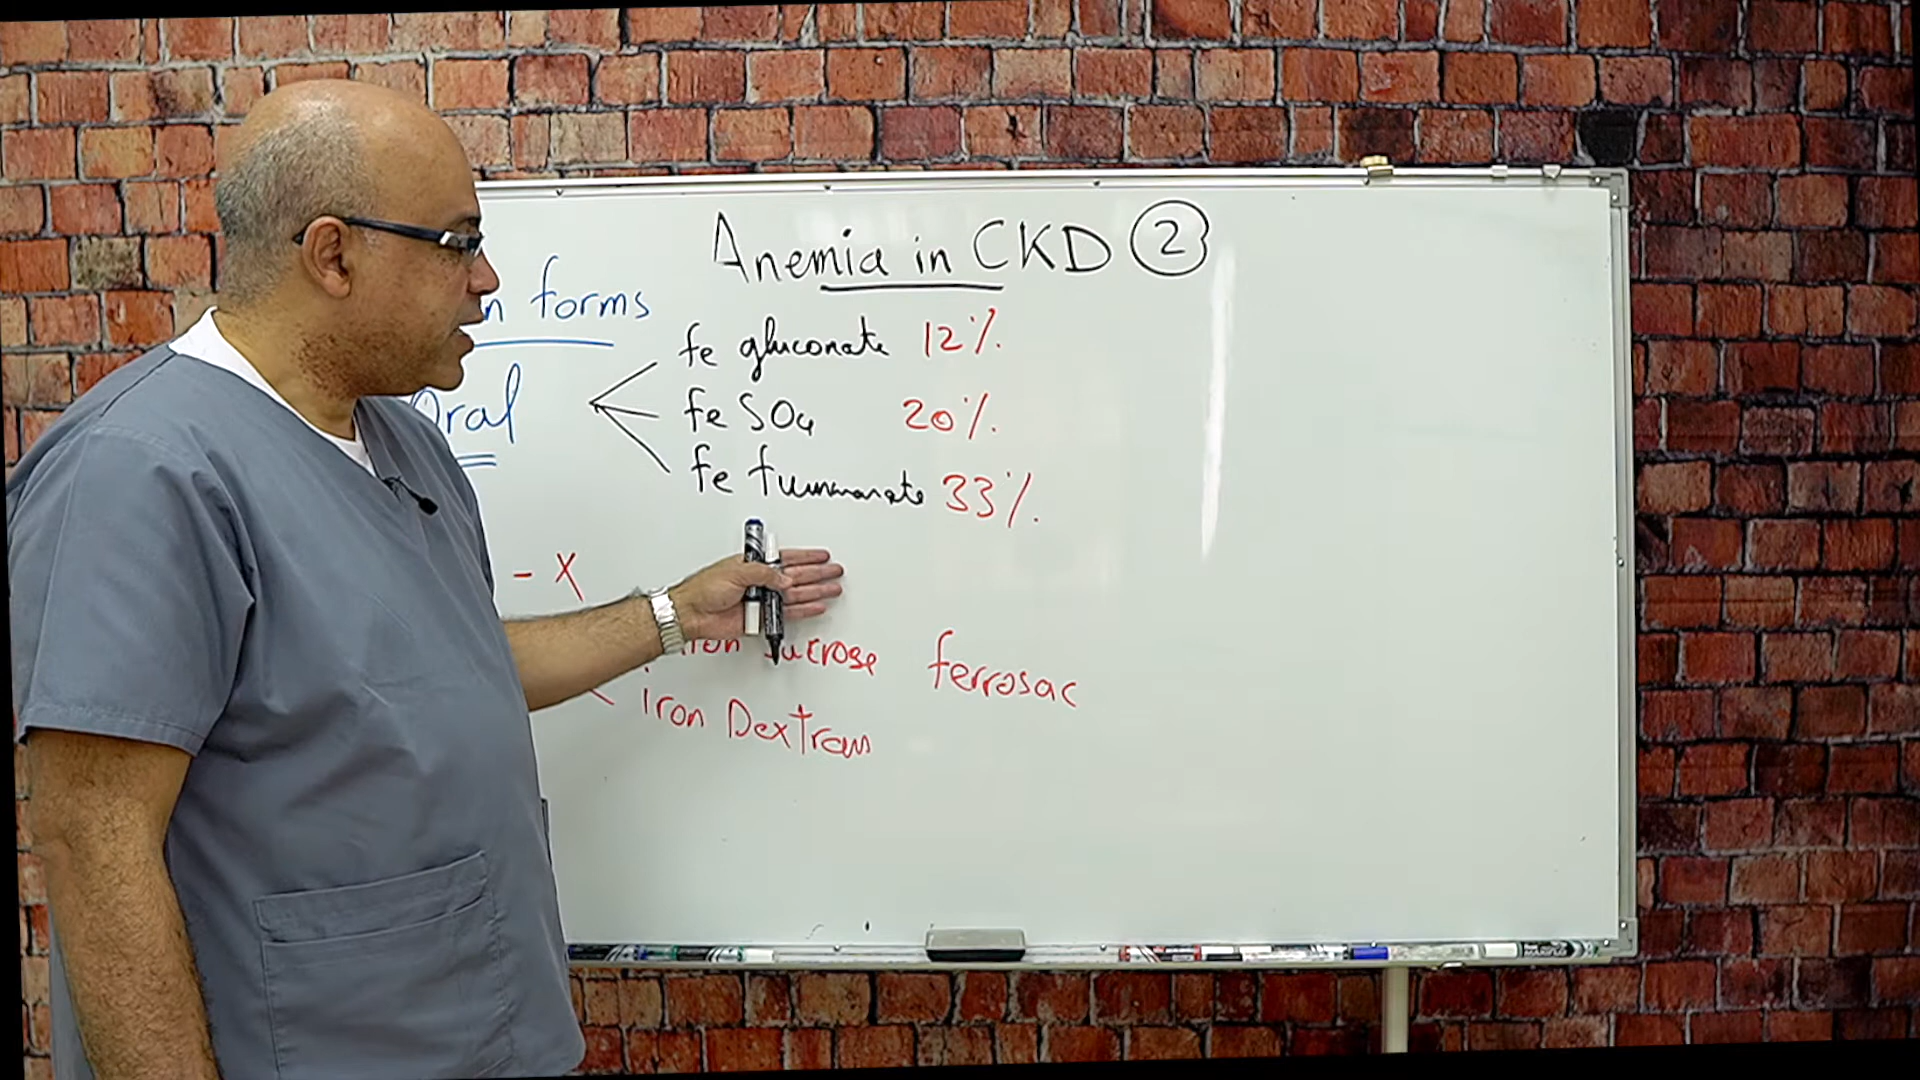 Anemia in CKD 2
n forms
fe gluconate 12%
Oral
fe SO4 20%
fe fumarate 33%
- X
iron sucrose ferrosac
iron Dextran